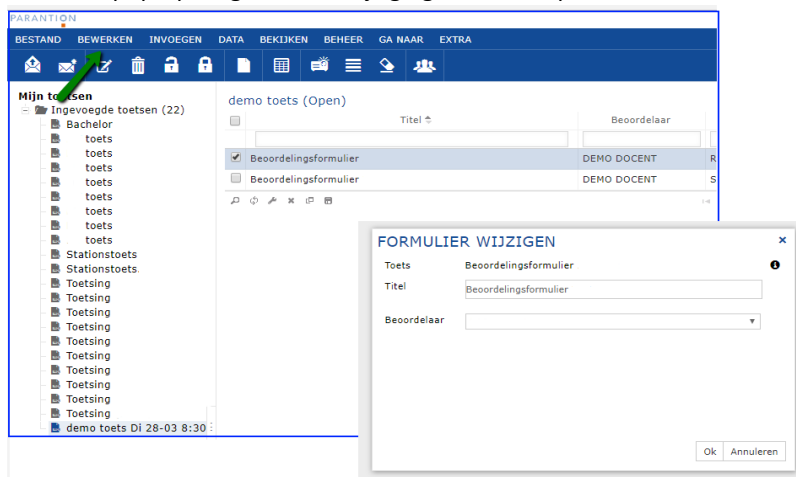 PARANTION
BESTAND BEWERKEN INVOEGEN DATA BEKIJKEN BEHEER GA NAAR EXTRA
Mijn toetsen
Ingevoegde toetsen (22)
Bachelor
toets
toets
toets
toets
toets
toets
toets
toets
Stationstoets
Stationstoets
Toetsing
Toetsing
Toetsing
Toetsing
Toetsing
Toetsing
Toetsing
Toetsing
Toetsing
Toetsing
demo toets Di 28-03 8:30
demo toets (Open)
Titel Beoordelaar
Beoordelingsformulier DEMO DOCENT R
Beoordelingsformulier DEMO DOCENT S
FORMULIER WIJZIGEN ×
Toets Beoordelingsformulier
Titel Beoordelingsformulier
Beoordelaar
Ok Annuleren